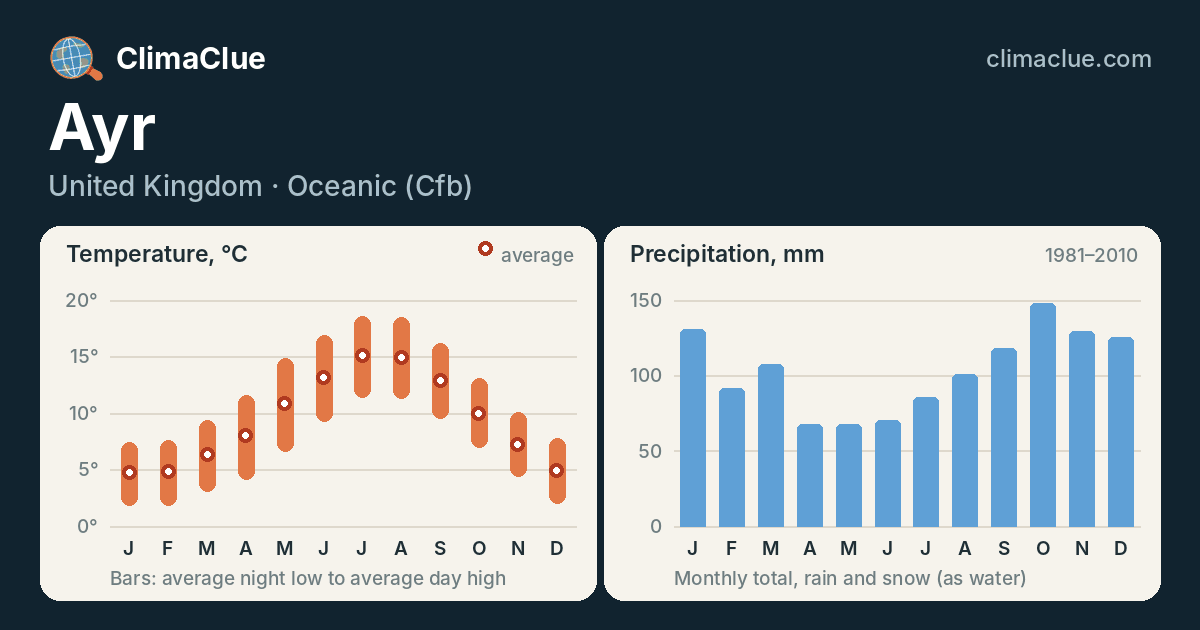 ClimaClue
climaclue.com
Ayr
United Kingdom · Oceanic (Cfb)
Temperature, °C
average
20°
15°
10°
5°
0°
J F M A M J J A S O N D
Bars: average night low to average day high
Precipitation, mm
1981–2010
150
100
50
0
J F M A M J J A S O N D
Monthly total, rain and snow (as water)